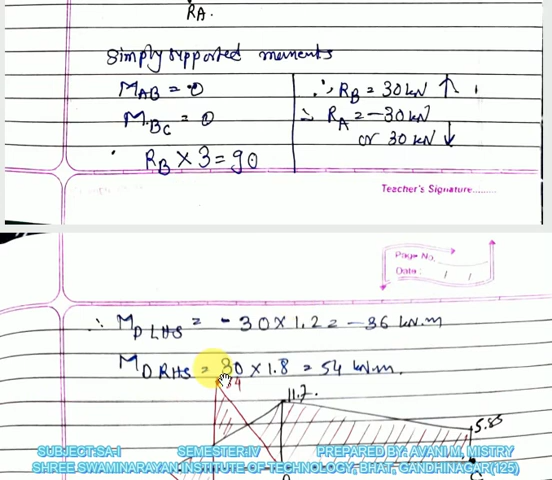 RA.
Simply supported moments
MAB = 0
MBC = 0
RB × 3 = 90
∴ RB = 30 kN ↑
∴ RA = -30 kN
or 30 kN ↓
Teacher's Signature.........
Page No.
Date : / /
∴ MD LHS = - 30 × 1.2 = -36 kN.m
MD RHS = 30 × 1.8 = 54 kN.m.
11.7
5.85
SUBJECT:SA-I SEMESTER:IV PREPARED BY: AVANI M. MISTRY
SHREE SWAMINARAYAN INSTITUTE OF TECHNOLOGY, BHAT, GANDHINAGAR(125)